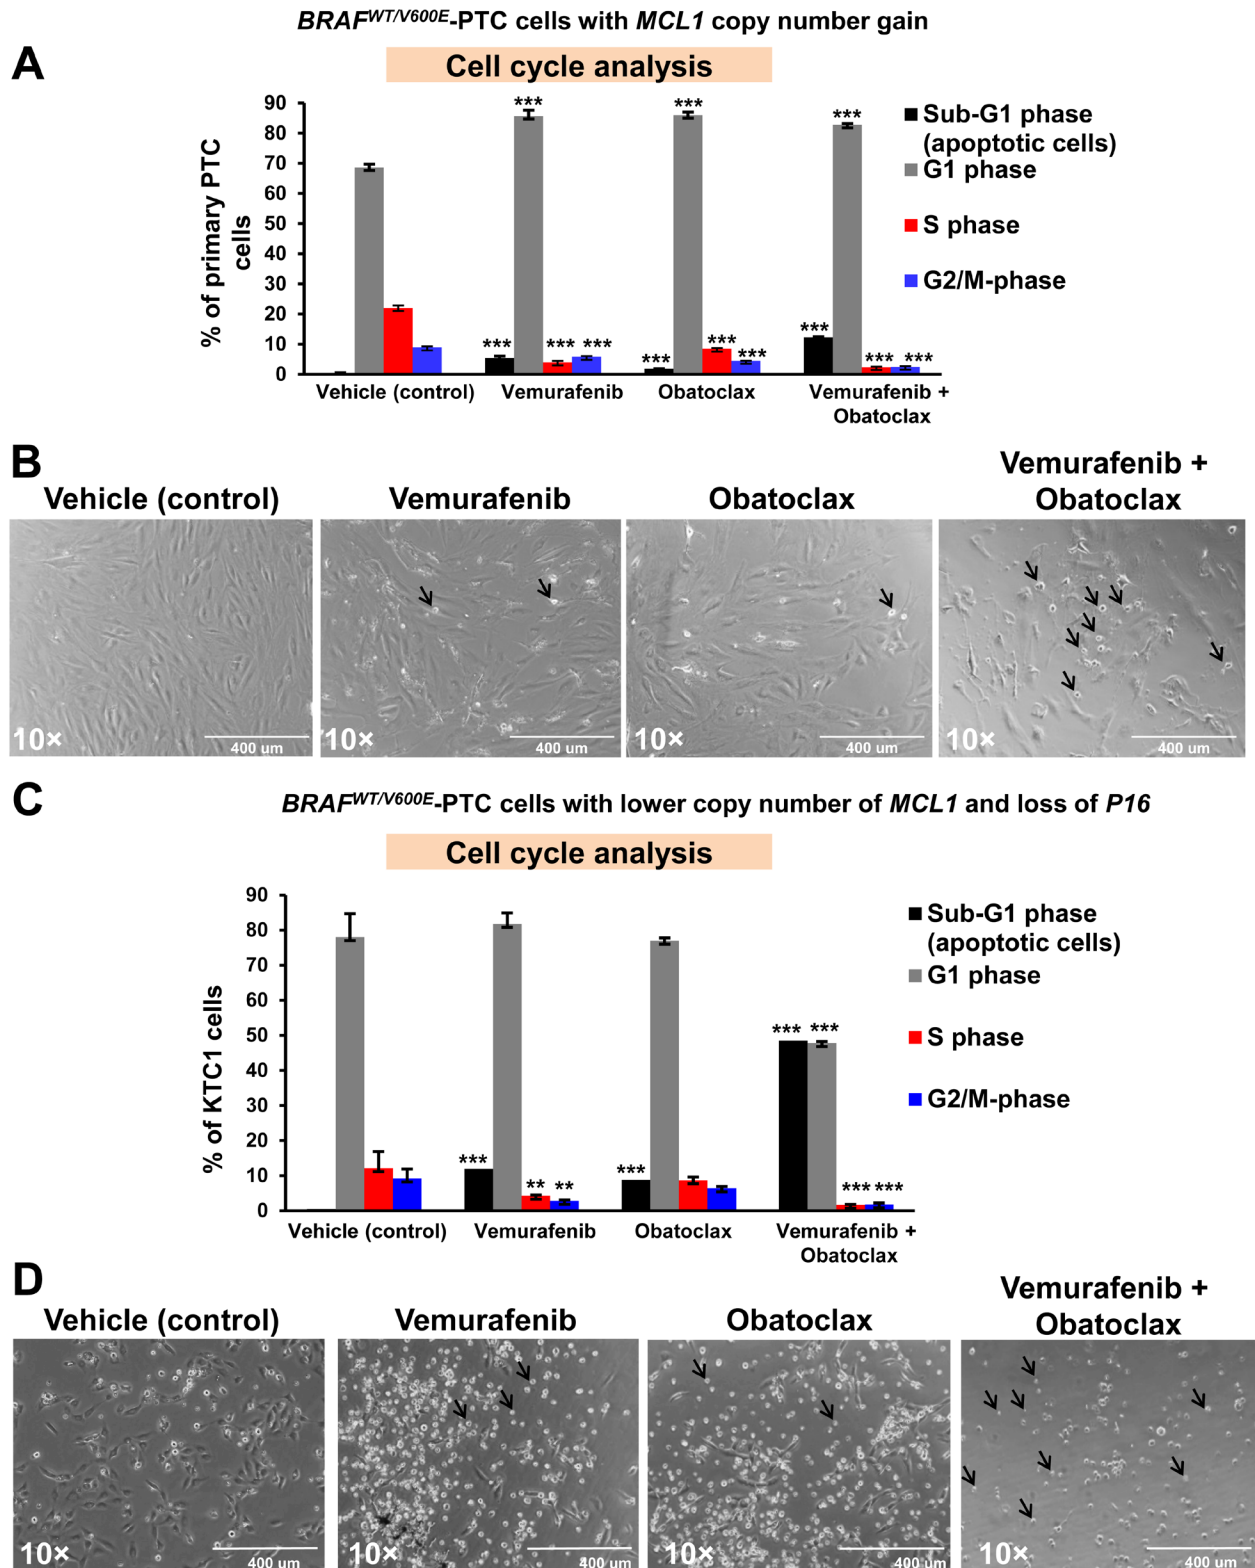 BRAF^WT/V600E-PTC cells with MCL1 copy number gain
A
Cell cycle analysis
% of primary PTC
cells
90
80
70
60
50
40
30
20
10
0
*** *** ***
*** *** *** *** *** *** *** *** ***
Vehicle (control) Vemurafenib Obatoclax Vemurafenib +
Obatoclax
Sub-G1 phase
(apoptotic cells)
G1 phase
S phase
G2/M-phase
B
Vehicle (control) Vemurafenib Obatoclax Vemurafenib +
Obatoclax
10× 400 um 10× 400 um 10× 400 um 10× 400 um
C
BRAF^WT/V600E-PTC cells with lower copy number of MCL1 and loss of P16
Cell cycle analysis
% of KTC1 cells
90
80
70
60
50
40
30
20
10
0
*** ** ** *** *** *** *** ***
Vehicle (control) Vemurafenib Obatoclax Vemurafenib +
Obatoclax
Sub-G1 phase
(apoptotic cells)
G1 phase
S phase
G2/M-phase
D
Vehicle (control) Vemurafenib Obatoclax Vemurafenib +
Obatoclax
10× 400 um 10× 400 um 10× 400 um 10× 400 um